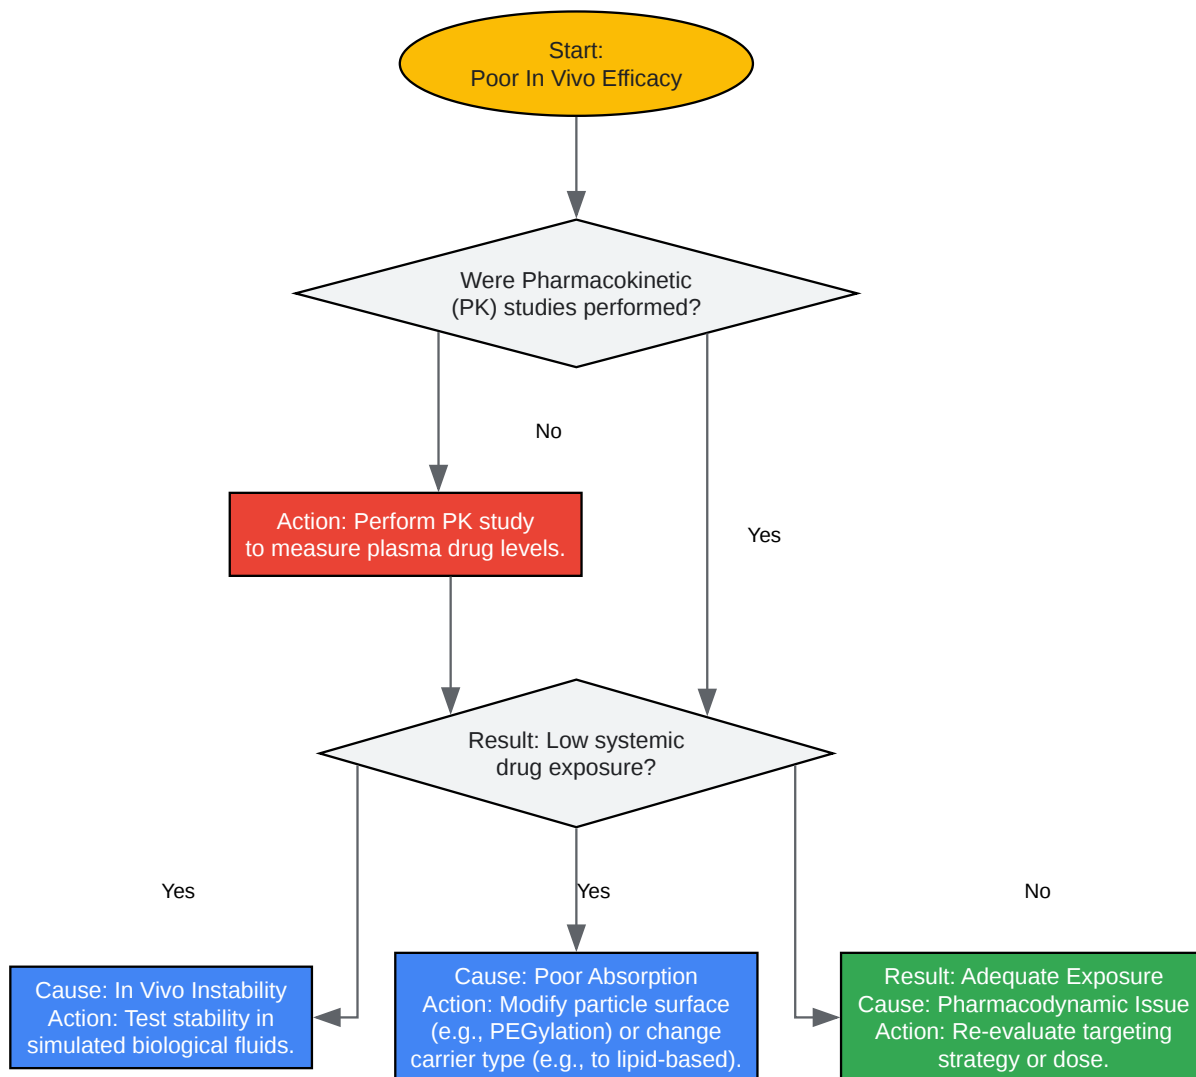 Start:
Poor In Vivo Efficacy
Were Pharmacokinetic
(PK) studies performed?
No
Action: Perform PK study
to measure plasma drug levels.
Yes
Result: Low systemic
drug exposure?
Yes
Yes
No
Cause: In Vivo Instability
Action: Test stability in
simulated biological fluids.
Cause: Poor Absorption
Action: Modify particle surface
(e.g., PEGylation) or change
carrier type (e.g., to lipid-based).
Result: Adequate Exposure
Cause: Pharmacodynamic Issue
Action: Re-evaluate targeting
strategy or dose.